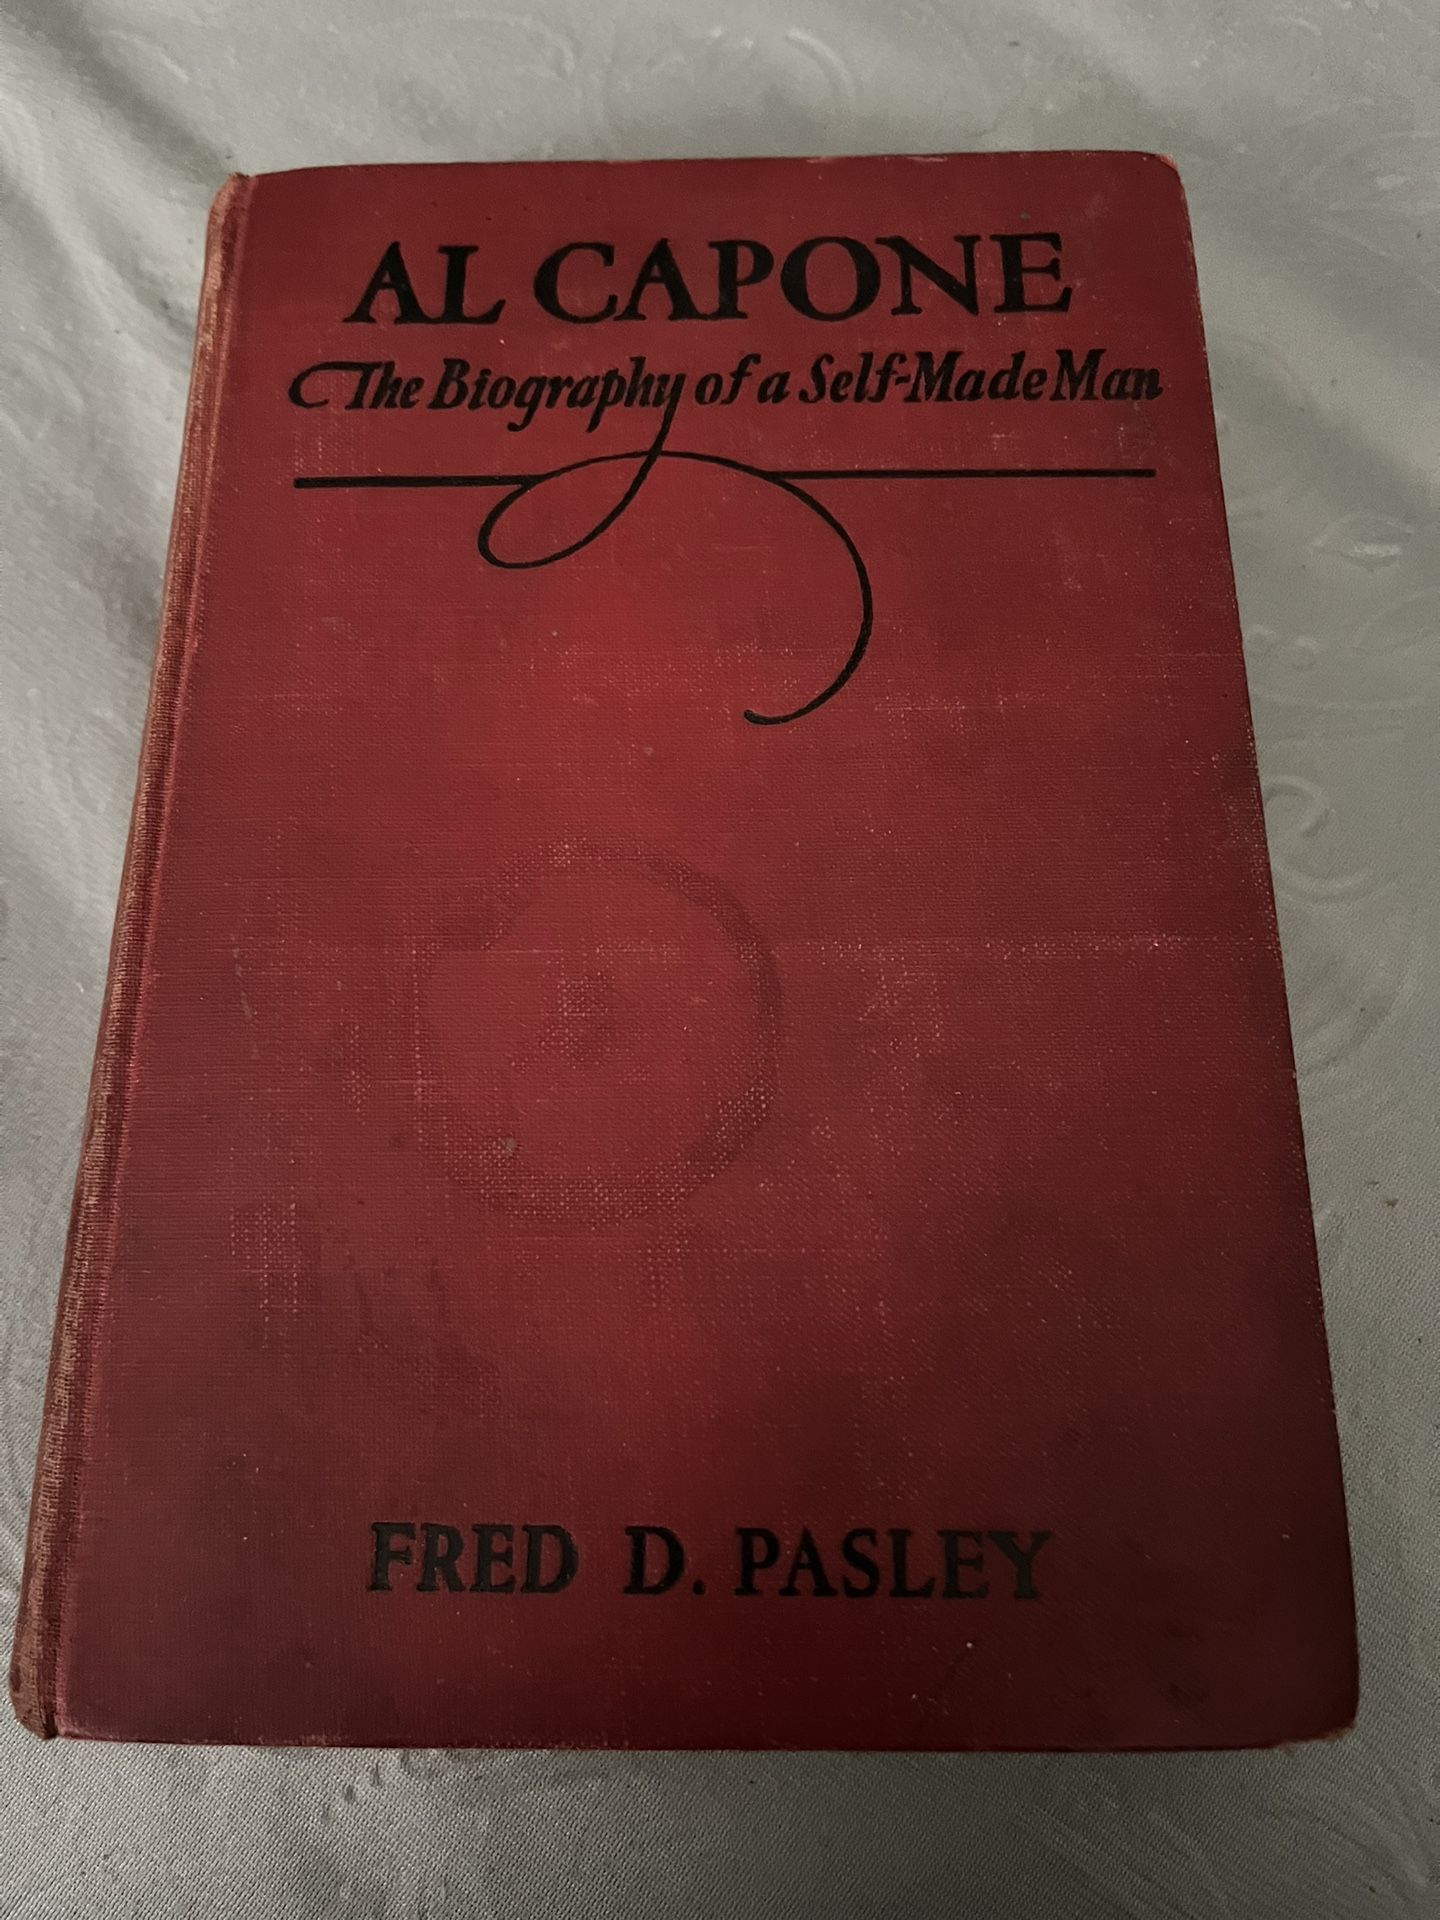 AL CAPONE
The Biography of a Self-Made Man
FRED D. PASLEY